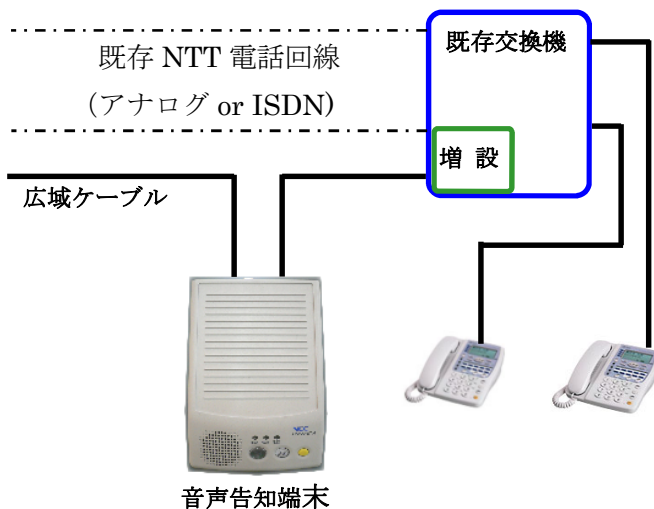 既存 NTT 電話回線
(アナログ or ISDN)
既存交換機
増 設
広域ケーブル
音声告知端末